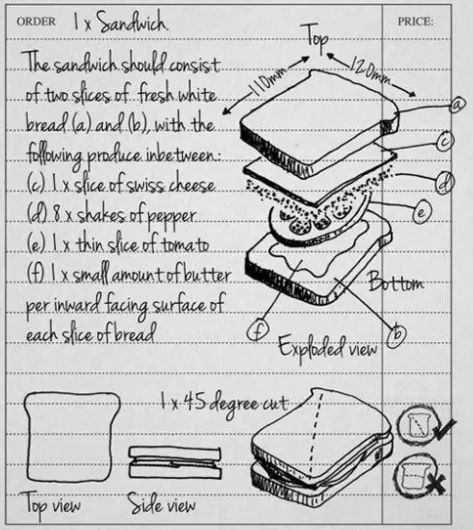 ORDER 1 x Sandwich.
PRICE:
The sandwich should consist
of two slices of fresh white
bread (a) and (b), with the
following produce inbetween:
(c) 1 x slice of swiss cheese
(d) 8 x shakes of pepper
(e) 1 x thin slice of tomato
(f) 1 x small amount of butter
per inward facing surface of
each slice of bread
Top
110mm
120mm
a
c
d
e
Bottom
f
b
Exploded view
1 x 45 degree cut
Top view
Side view